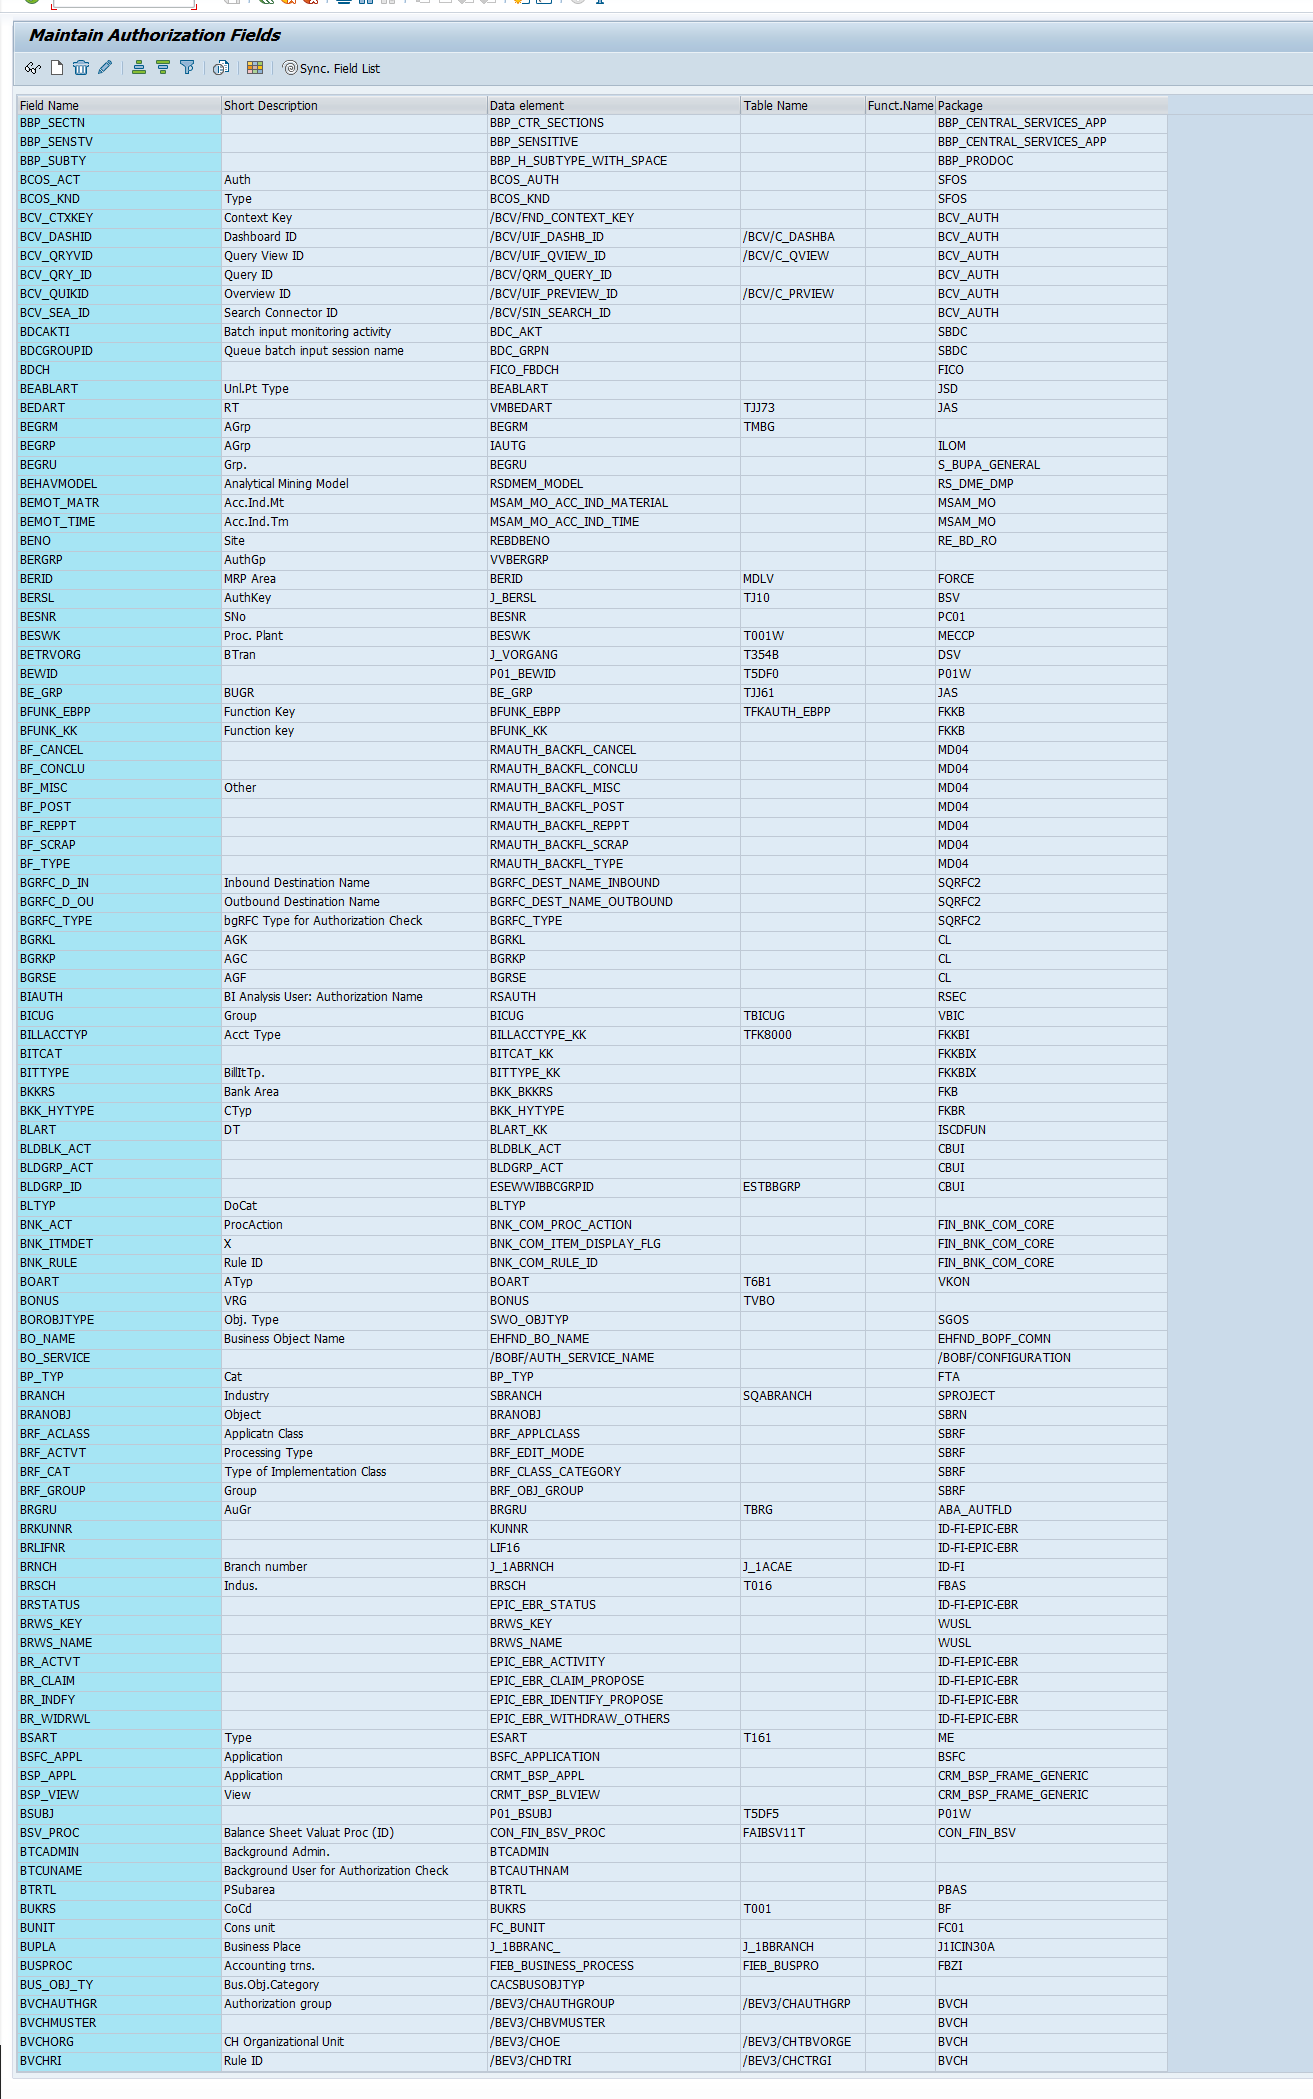 Maintain Authorization Fields
Sync. Field List
Field Name Short Description Data element Table Name Funct.Name Package
BBP_SECTN BBP_CTR_SECTIONS BBP_CENTRAL_SERVICES_APP
BBP_SENSTV BBP_SENSITIVE BBP_CENTRAL_SERVICES_APP
BBP_SUBTY BBP_H_SUBTYPE_WITH_SPACE BBP_PRODOC
BCOS_ACT Auth BCOS_AUTH SFOS
BCOS_KND Type BCOS_KND SFOS
BCV_CTXKEY Context Key /BCV/FND_CONTEXT_KEY BCV_AUTH
BCV_DASHID Dashboard ID /BCV/UIF_DASHB_ID /BCV/C_DASHBA BCV_AUTH
BCV_QRYVID Query View ID /BCV/UIF_QVIEW_ID /BCV/C_QVIEW BCV_AUTH
BCV_QRY_ID Query ID /BCV/QRM_QUERY_ID BCV_AUTH
BCV_QUIKID Overview ID /BCV/UIF_PREVIEW_ID /BCV/C_PRVIEW BCV_AUTH
BCV_SEA_ID Search Connector ID /BCV/SIN_SEARCH_ID BCV_AUTH
BDCAKTI Batch input monitoring activity BDC_AKT SBDC
BDCGROUPID Queue batch input session name BDC_GRPN SBDC
BDCH FICO_FBDCH FICO
BEABLART Unl.Pt Type BEABLART JSD
BEDART RT VMBEDART TJJ73 JAS
BEGRM AGrp BEGRM TMBG
BEGRP AGrp IAUTG ILOM
BEGRU Grp. BEGRU S_BUPA_GENERAL
BEHAVMODEL Analytical Mining Model RSDMEM_MODEL RS_DME_DMP
BEMOT_MATR Acc.Ind.Mt MSAM_MO_ACC_IND_MATERIAL MSAM_MO
BEMOT_TIME Acc.Ind.Tm MSAM_MO_ACC_IND_TIME MSAM_MO
BENO Site REBDBENO RE_BD_RO
BERGRP AuthGp VVBERGRP
BERID MRP Area BERID MDLV FORCE
BERSL AuthKey J_BERSL TJ10 BSV
BESNR SNo BESNR PC01
BESWK Proc. Plant BESWK T001W MECCP
BETRVORG BTran J_VORGANG T354B DSV
BEWID P01_BEWID T5DF0 P01W
BE_GRP BUGR BE_GRP TJJ61 JAS
BFUNK_EBPP Function Key BFUNK_EBPP TFKAUTH_EBPP FKKB
BFUNK_KK Function key BFUNK_KK FKKB
BF_CANCEL RMAUTH_BACKFL_CANCEL MD04
BF_CONCLU RMAUTH_BACKFL_CONCLU MD04
BF_MISC Other RMAUTH_BACKFL_MISC MD04
BF_POST RMAUTH_BACKFL_POST MD04
BF_REPPT RMAUTH_BACKFL_REPPT MD04
BF_SCRAP RMAUTH_BACKFL_SCRAP MD04
BF_TYPE RMAUTH_BACKFL_TYPE MD04
BGRFC_D_IN Inbound Destination Name BGRFC_DEST_NAME_INBOUND SQRFC2
BGRFC_D_OU Outbound Destination Name BGRFC_DEST_NAME_OUTBOUND SQRFC2
BGRFC_TYPE bgRFC Type for Authorization Check BGRFC_TYPE SQRFC2
BGRKL AGK BGRKL CL
BGRKP AGC BGRKP CL
BGRSE AGF BGRSE CL
BIAUTH BI Analysis User: Authorization Name RSAUTH RSEC
BICUG Group BICUG TBICUG VBIC
BILLACCTYP Acct Type BILLACCTYPE_KK TFK8000 FKKBI
BITCAT BITCAT_KK FKKBIX
BITTYPE BillItTp. BITTYPE_KK FKKBIX
BKKRS Bank Area BKK_BKKRS FKB
BKK_HYTYPE CTyp BKK_HYTYPE FKBR
BLART DT BLART_KK ISCDFUN
BLDBLK_ACT BLDBLK_ACT CBUI
BLDGRP_ACT BLDGRP_ACT CBUI
BLDGRP_ID ESEWWIBBCGRPID ESTBBGRP CBUI
BLTYP DoCat BLTYP
BNK_ACT ProcAction BNK_COM_PROC_ACTION FIN_BNK_COM_CORE
BNK_ITMDET X BNK_COM_ITEM_DISPLAY_FLG FIN_BNK_COM_CORE
BNK_RULE Rule ID BNK_COM_RULE_ID FIN_BNK_COM_CORE
BOART ATyp BOART T6B1 VKON
BONUS VRG BONUS TVBO
BOROBJTYPE Obj. Type SWO_OBJTYP SGOS
BO_NAME Business Object Name EHFND_BO_NAME EHFND_BOPF_COMN
BO_SERVICE /BOBF/AUTH_SERVICE_NAME /BOBF/CONFIGURATION
BP_TYP Cat BP_TYP FTA
BRANCH Industry SBRANCH SQABRANCH SPROJECT
BRANOBJ Object BRANOBJ SBRN
BRF_ACLASS Applicatn Class BRF_APPLCLASS SBRF
BRF_ACTVT Processing Type BRF_EDIT_MODE SBRF
BRF_CAT Type of Implementation Class BRF_CLASS_CATEGORY SBRF
BRF_GROUP Group BRF_OBJ_GROUP SBRF
BRGRU AuGr BRGRU TBRG ABA_AUTFLD
BRKUNNR KUNNR ID-FI-EPIC-EBR
BRLIFNR LIF16 ID-FI-EPIC-EBR
BRNCH Branch number J_1ABRNCH J_1ACAE ID-FI
BRSCH Indus. BRSCH T016 FBAS
BRSTATUS EPIC_EBR_STATUS ID-FI-EPIC-EBR
BRWS_KEY BRWS_KEY WUSL
BRWS_NAME BRWS_NAME WUSL
BR_ACTVT EPIC_EBR_ACTIVITY ID-FI-EPIC-EBR
BR_CLAIM EPIC_EBR_CLAIM_PROPOSE ID-FI-EPIC-EBR
BR_INDFY EPIC_EBR_IDENTIFY_PROPOSE ID-FI-EPIC-EBR
BR_WIDRWL EPIC_EBR_WITHDRAW_OTHERS ID-FI-EPIC-EBR
BSART Type ESART T161 ME
BSFC_APPL Application BSFC_APPLICATION BSFC
BSP_APPL Application CRMT_BSP_APPL CRM_BSP_FRAME_GENERIC
BSP_VIEW View CRMT_BSP_BLVIEW CRM_BSP_FRAME_GENERIC
BSUBJ P01_BSUBJ T5DF5 P01W
BSV_PROC Balance Sheet Valuat Proc (ID) CON_FIN_BSV_PROC FAIBSV11T CON_FIN_BSV
BTCADMIN Background Admin. BTCADMIN
BTCUNAME Background User for Authorization Check BTCAUTHNAM
BTRTL PSubarea BTRTL PBAS
BUKRS CoCd BUKRS T001 BF
BUNIT Cons unit FC_BUNIT FC01
BUPLA Business Place J_1BBRANC_ J_1BBRANCH J1ICIN30A
BUSPROC Accounting trns. FIEB_BUSINESS_PROCESS FIEB_BUSPRO FBZI
BUS_OBJ_TY Bus.Obj.Category CACSBUSOBJTYP
BVCHAUTHGR Authorization group /BEV3/CHAUTHGROUP /BEV3/CHAUTHGRP BVCH
BVCHMUSTER /BEV3/CHBVMUSTER BVCH
BVCHORG CH Organizational Unit /BEV3/CHOE /BEV3/CHTBVORGE BVCH
BVCHRI Rule ID /BEV3/CHDTRI /BEV3/CHCTRGI BVCH